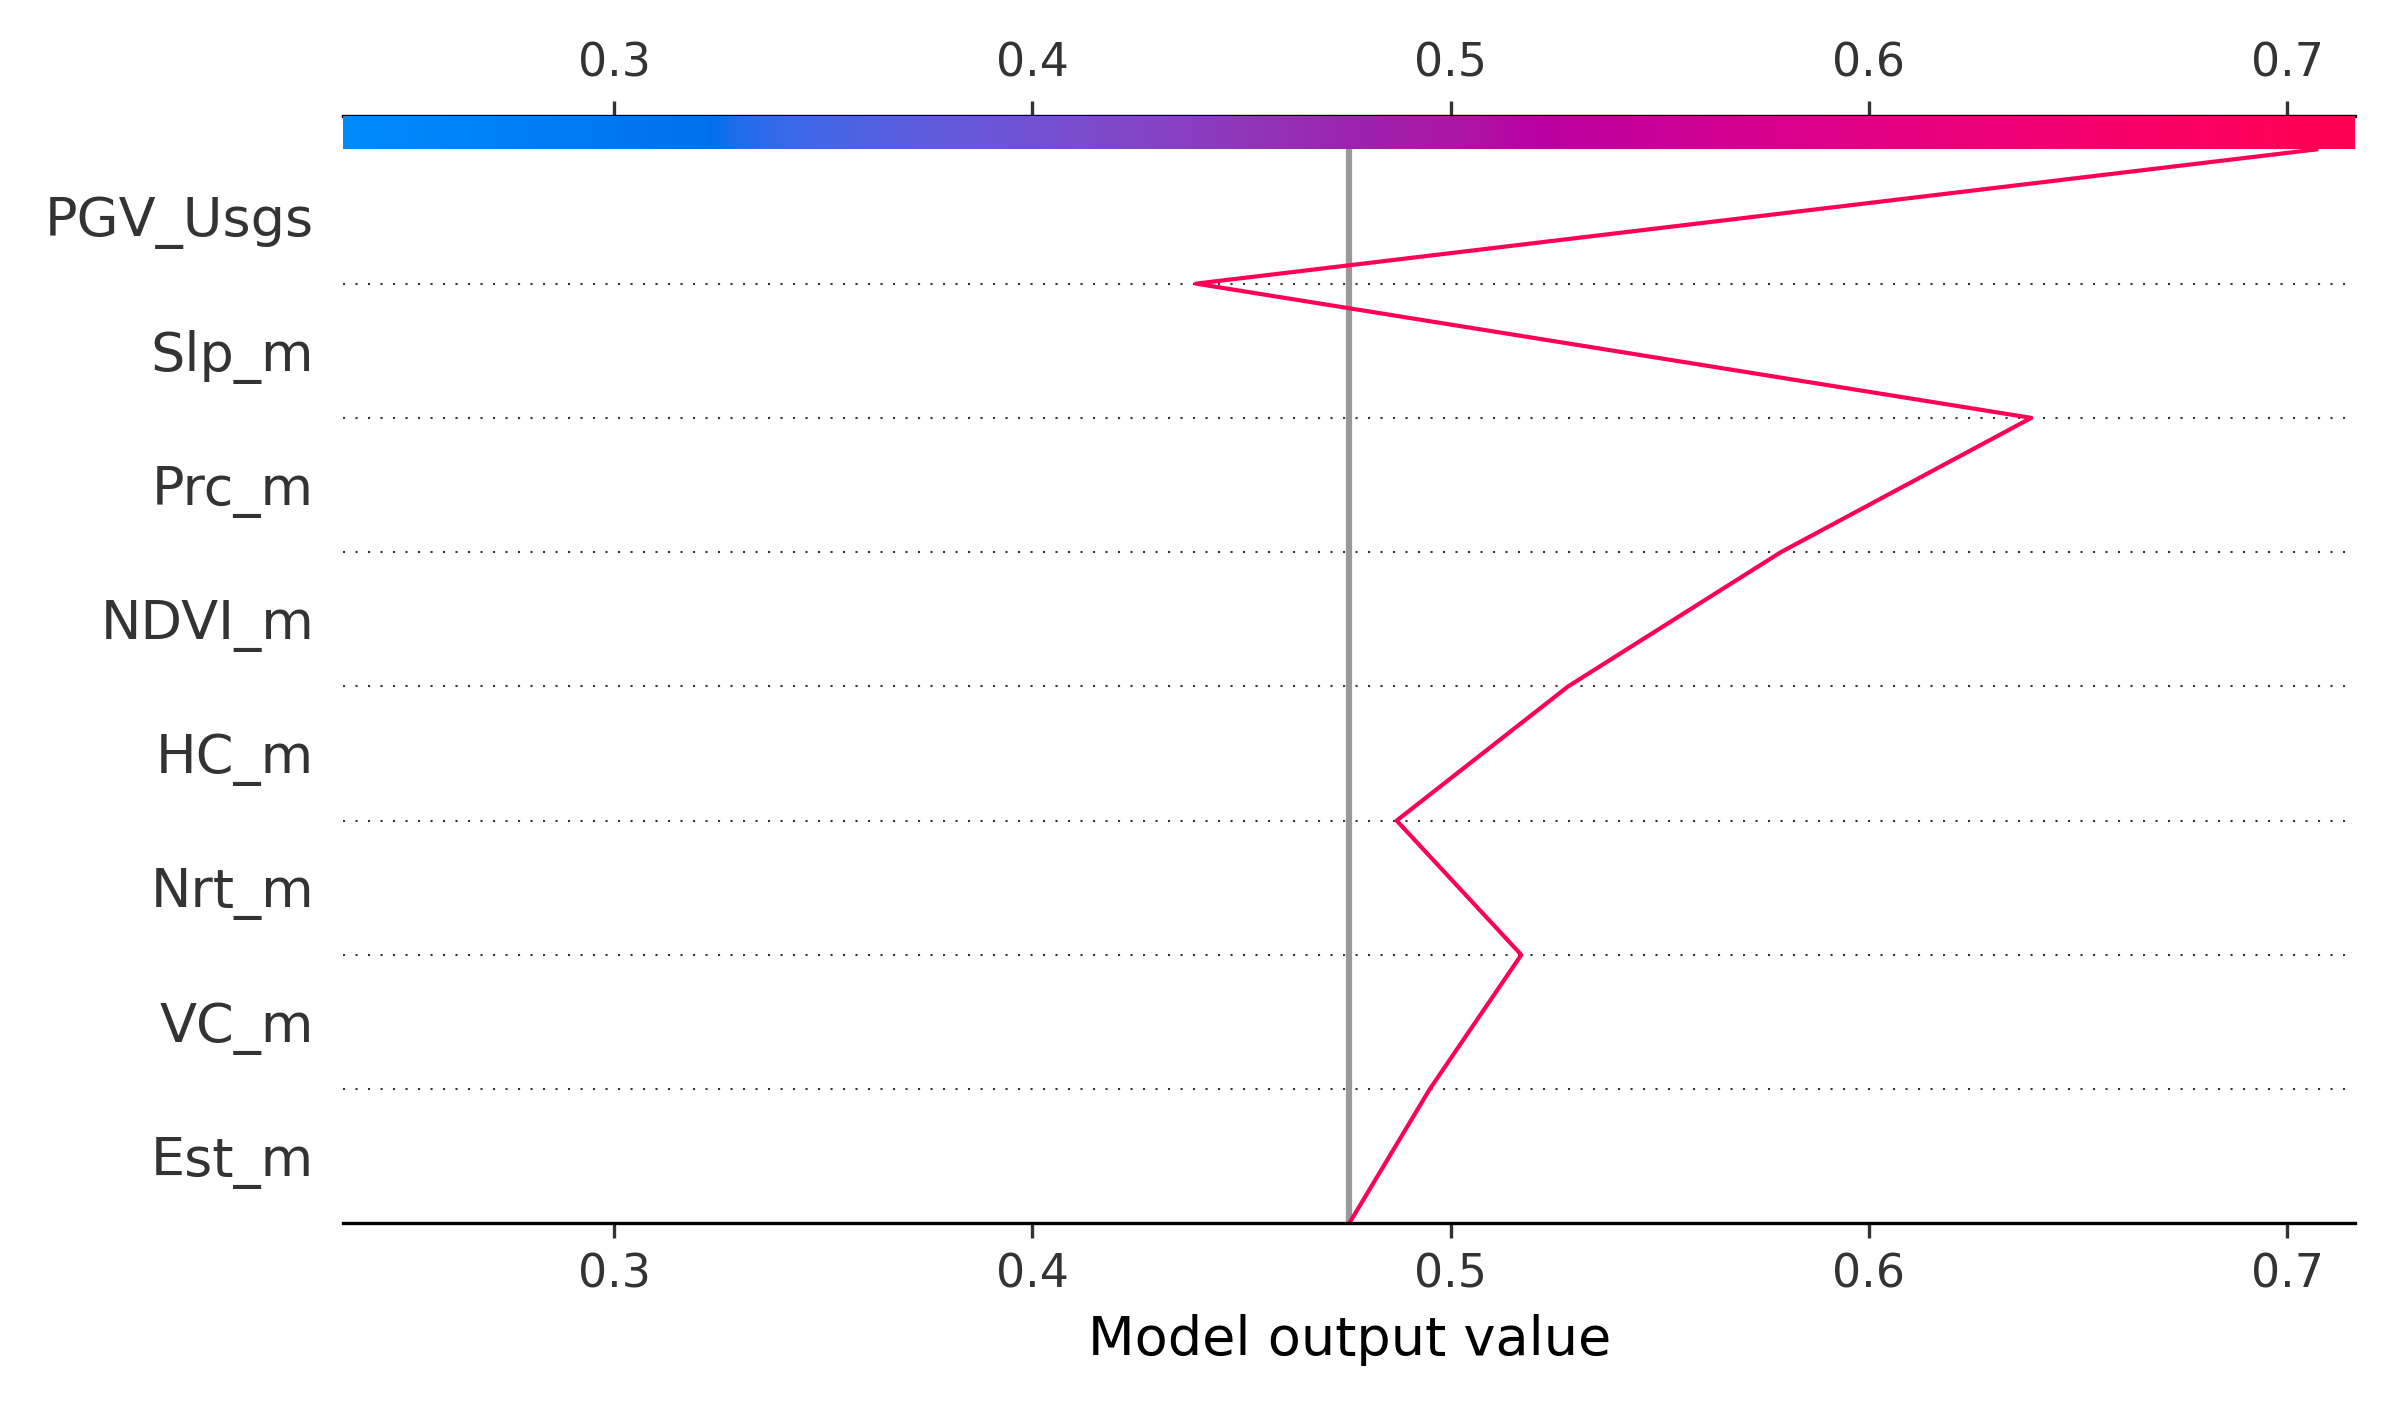 0.3 0.4 0.5 0.6 0.7
PGV_Usgs
Slp_m
Prc_m
NDVI_m
HC_m
Nrt_m
VC_m
Est_m
0.3 0.4 0.5 0.6 0.7
Model output value